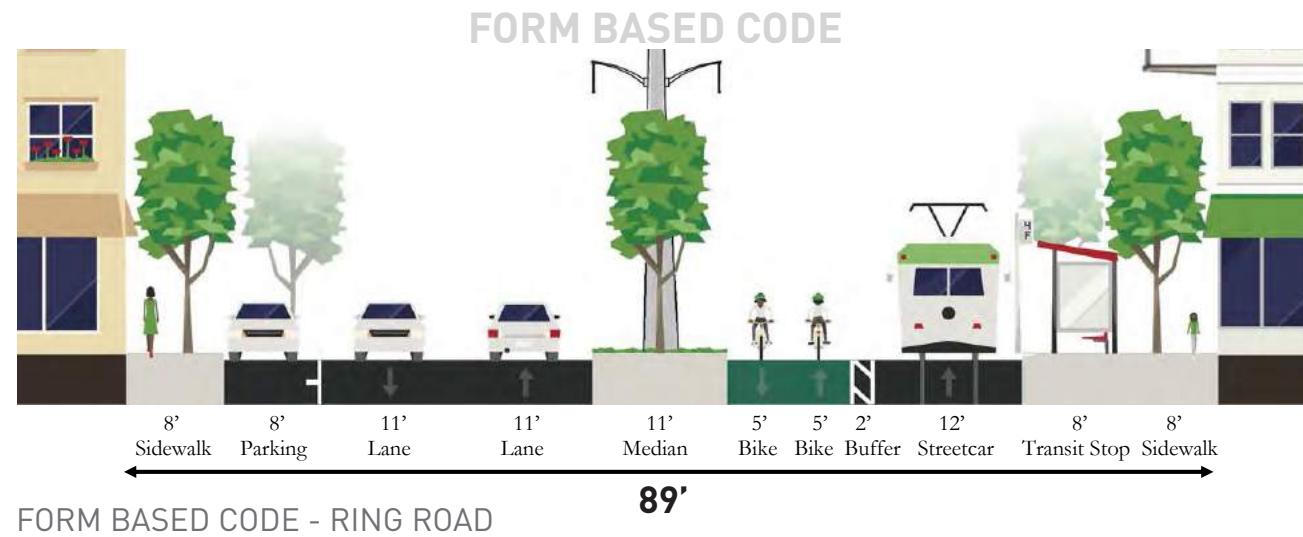 FORM BASED CODE
8’ 8’ 11’ 11’ 11’ 5’ 5’ 2’ 12’ 8’ 8’
Sidewalk Parking Lane Lane Median Bike Bike Buffer Streetcar Transit Stop Sidewalk
89’
FORM BASED CODE - RING ROAD